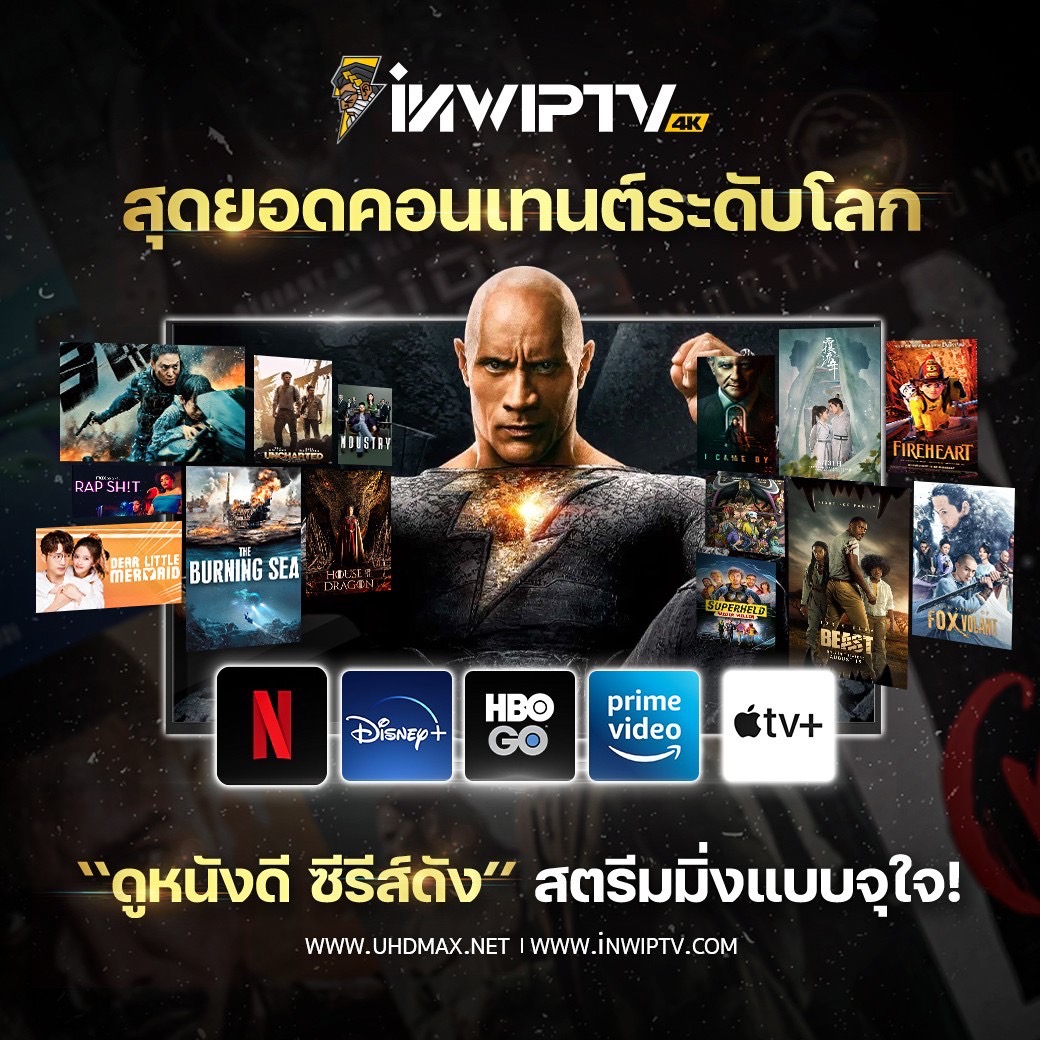 iNWIPTV 4K
สุดยอดคอนเทนต์ระดับโลก
UNCHARTED
INDUSTRY
I CAME BY
FIREHEART
RAP SH!T
DEAR LITTLE
MERMAID
THE
BURNING SEA
HOUSE OF THE
DRAGON
SUPERHELD
BEAST
AUGUST 19
FOX VOLANT
N
Disney+
HBO
GO
prime
video
tv+
"ดูหนังดี ซีรีส์ดัง" สตรีมมิ่งแบบจุใจ!
WWW.UHDMAX.NET | WWW.iNWIPTV.COM